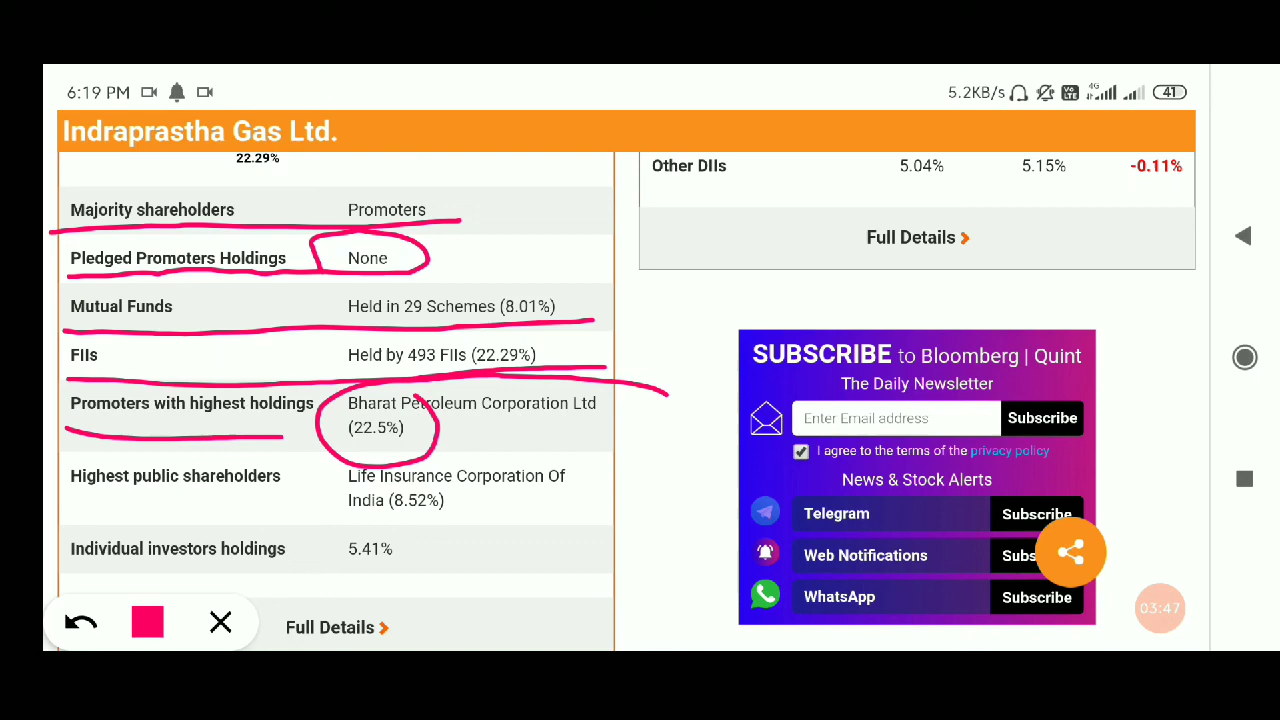 6:19 PM
5.2KB/s
Vo LTE
4G
41
Indraprastha Gas Ltd.
22.29%
Majority shareholders Promoters
Pledged Promoters Holdings None
Mutual Funds Held in 29 Schemes (8.01%)
FIIs Held by 493 FIIs (22.29%)
Promoters with highest holdings Bharat Petroleum Corporation Ltd
(22.5%)
Highest public shareholders Life Insurance Corporation Of
India (8.52%)
Individual investors holdings 5.41%
Full Details
Other DIIs 5.04% 5.15% -0.11%
Full Details
SUBSCRIBE to Bloomberg | Quint
The Daily Newsletter
Enter Email address Subscribe
I agree to the terms of the privacy policy
News & Stock Alerts
Telegram Subscribe
Web Notifications Subs
WhatsApp Subscribe
03:47